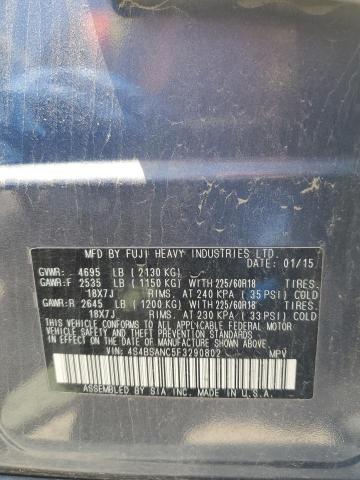 MFD BY FUJI HEAVY INDUSTRIES LTD.
DATE: 01/15
GVWR: 4695 LB (2130 KG)
GAWR:F 2535 LB (1150 KG) WITH 225/60R18 TIRES.
18X7J RIMS. AT 240 KPA (35 PSI) COLD
GAWR:R 2645 LB (1200 KG) WITH 225/60R18 TIRES.
18X7J RIMS. AT 230 KPA (33 PSI) COLD
THIS VEHICLE CONFORMS TO ALL APPLICABLE FEDERAL MOTOR
VEHICLE SAFETY AND THEFT PREVENTION STANDARDS IN EFFECT
ON THE DATE OF MANUFACTURE SHOWN ABOVE.
VIN: 4S4BSANC5F3290802 MPV
ASSEMBLED BY SIA INC. MADE IN U.S.A.